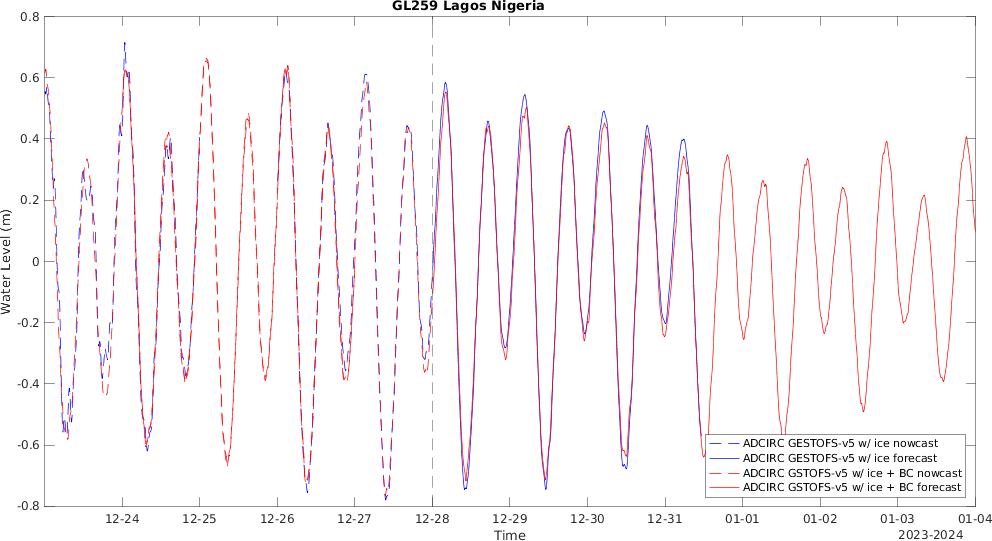 GL259 Lagos Nigeria
0.8
0.6
0.4
0.2
0
-0.2
-0.4
-0.6
-0.8
Water Level (m)
ADCIRC GESTOFS-v5 w/ ice nowcast
ADCIRC GESTOFS-v5 w/ ice forecast
ADCIRC GSTOFS-v5 w/ ice + BC nowcast
ADCIRC GSTOFS-v5 w/ ice + BC forecast
12-24 12-25 12-26 12-27 12-28 12-29 12-30 12-31 01-01 01-02 01-03 01-04
Time
2023-2024